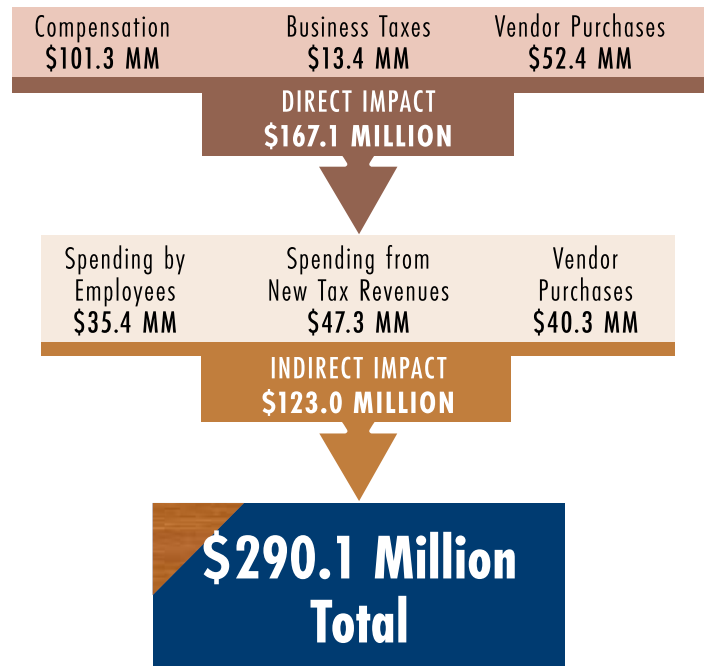 Compensation Business Taxes Vendor Purchases
$101.3 MM $13.4 MM $52.4 MM
DIRECT IMPACT
$167.1 MILLION
Spending by Spending from Vendor
Employees New Tax Revenues Purchases
$35.4 MM $47.3 MM $40.3 MM
INDIRECT IMPACT
$123.0 MILLION
$290.1 Million
Total